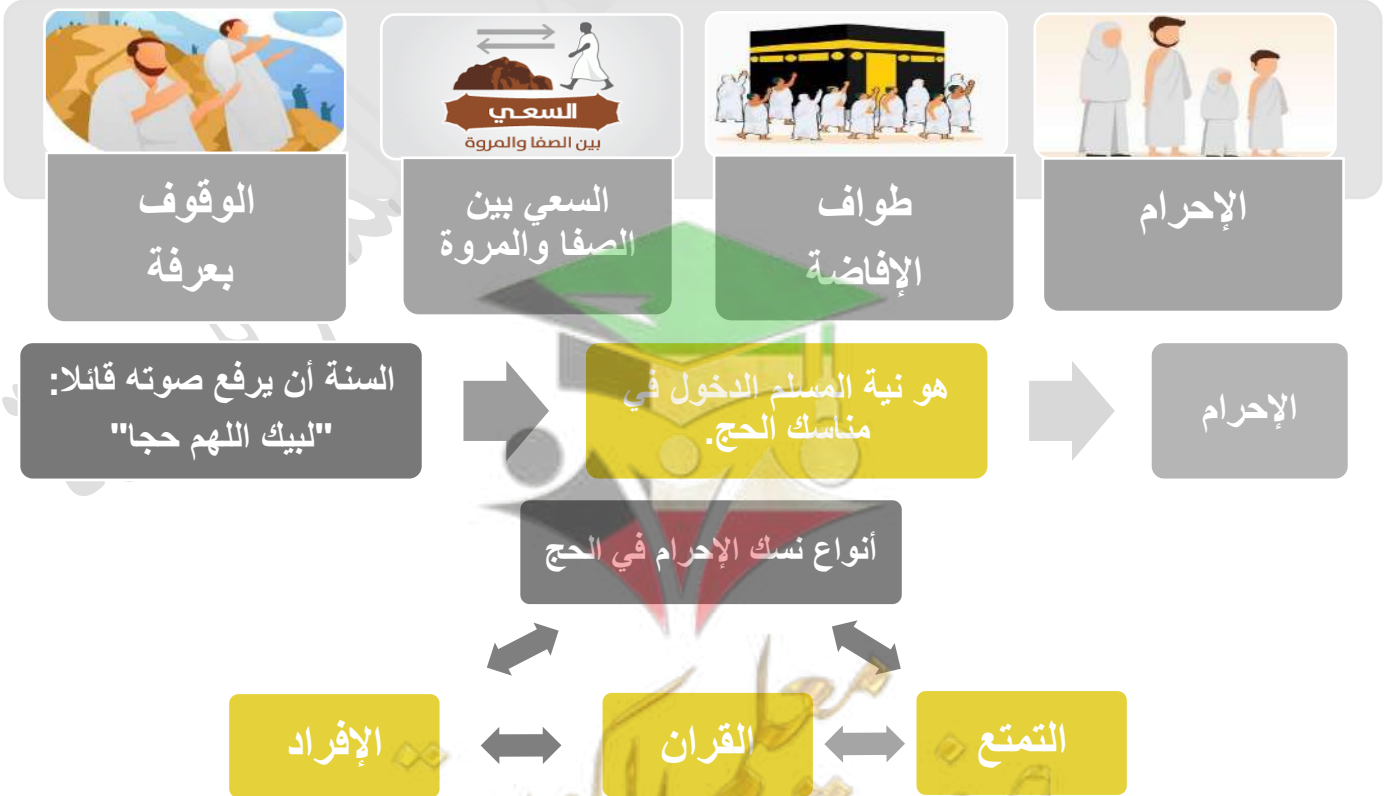 السعي
بين الصفا والمروة
الإحرام
طواف
الإفاضة
السعي بين
الصفا والمروة
الوقوف
بعرفة
الإحرام
هو نية المسلم الدخول في
مناسك الحج.
السنة أن يرفع صوته قائلا:
"لبيك اللهم حجا"
أنواع نسك الإحرام في الحج
التمتع
القران
الإفراد